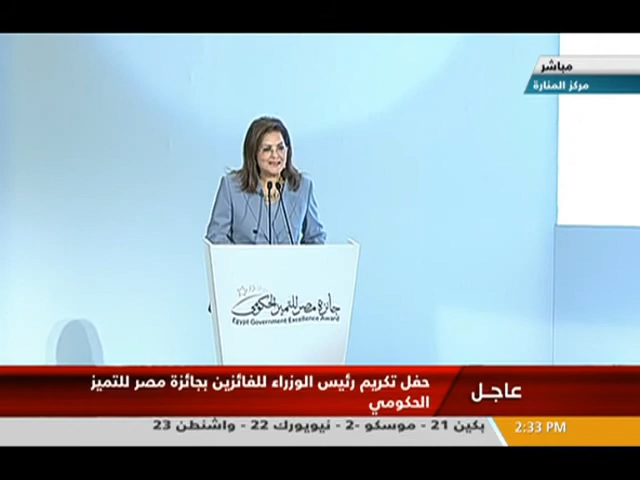 مباشر
مركز المنارة
جائزة مصر للتميز الحكومي
Egypt Government Excellence Award
عاجل
حفل تكريم رئيس الوزراء للفائزين بجائزة مصر للتميز
الحكومي
بكين 21 - موسكو -2 - نيويورك 22 - واشنطن 23
2:33 PM